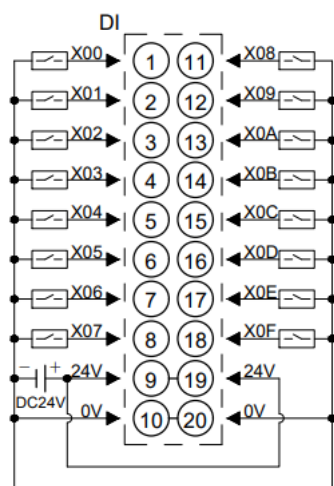 DI
X00 1 11 X08
X01 2 12 X09
X02 3 13 X0A
X03 4 14 X0B
X04 5 15 X0C
X05 6 16 X0D
X06 7 17 X0E
X07 8 18 X0F
− + 24V 9 19 24V
DC24V 0V 10 20 0V